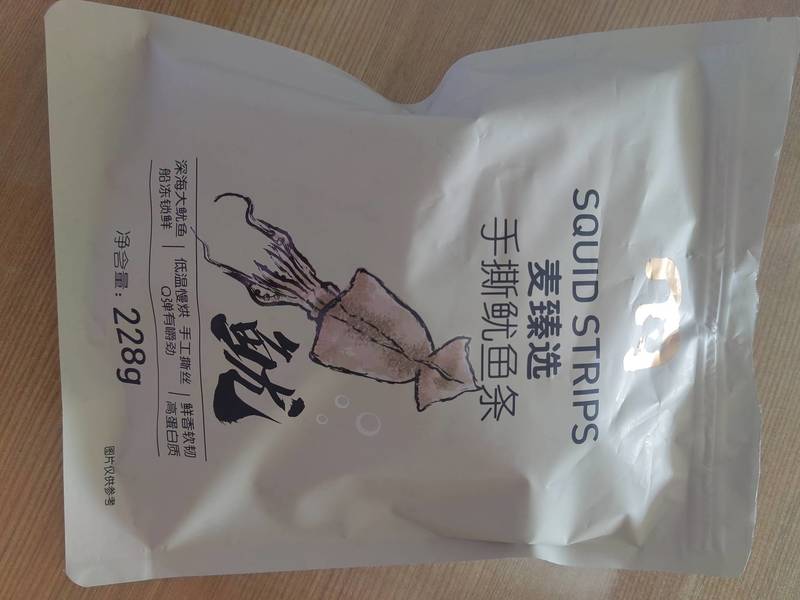 SQUID STRIPS
麦臻选
手撕鱿鱼条
鱿
深海大鱿鱼
船冻锁鲜
低温慢烘 手工撕丝
Q弹有嚼劲
鲜香软韧
高蛋白质
净含量：228g
图片仅供参考